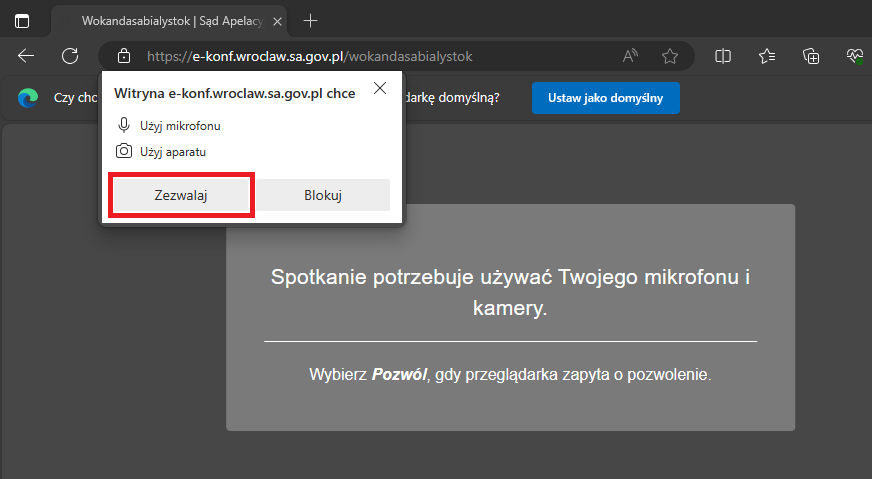 Wokandasabialystok | Sąd Apelacy
https://e-konf.wroclaw.sa.gov.pl/wokandasabialystok
Czy chc darkę domyślną?
Ustaw jako domyślny
Witryna e-konf.wroclaw.sa.gov.pl chce
Użyj mikrofonu
Użyj aparatu
Zezwalaj
Blokuj
Spotkanie potrzebuje używać Twojego mikrofonu i
kamery.
Wybierz Pozwól, gdy przeglądarka zapyta o pozwolenie.